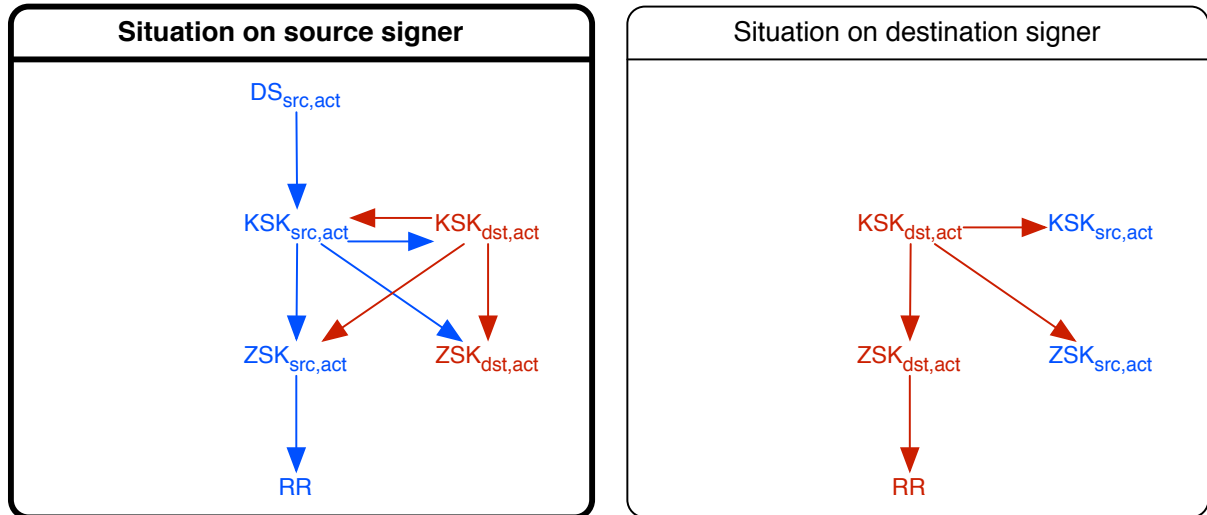 Situation on source signer
DSsrc,act
KSKsrc,act
KSKdst,act
ZSKsrc,act
ZSKdst,act
RR
Situation on destination signer
KSKdst,act
KSKsrc,act
ZSKdst,act
ZSKsrc,act
RR